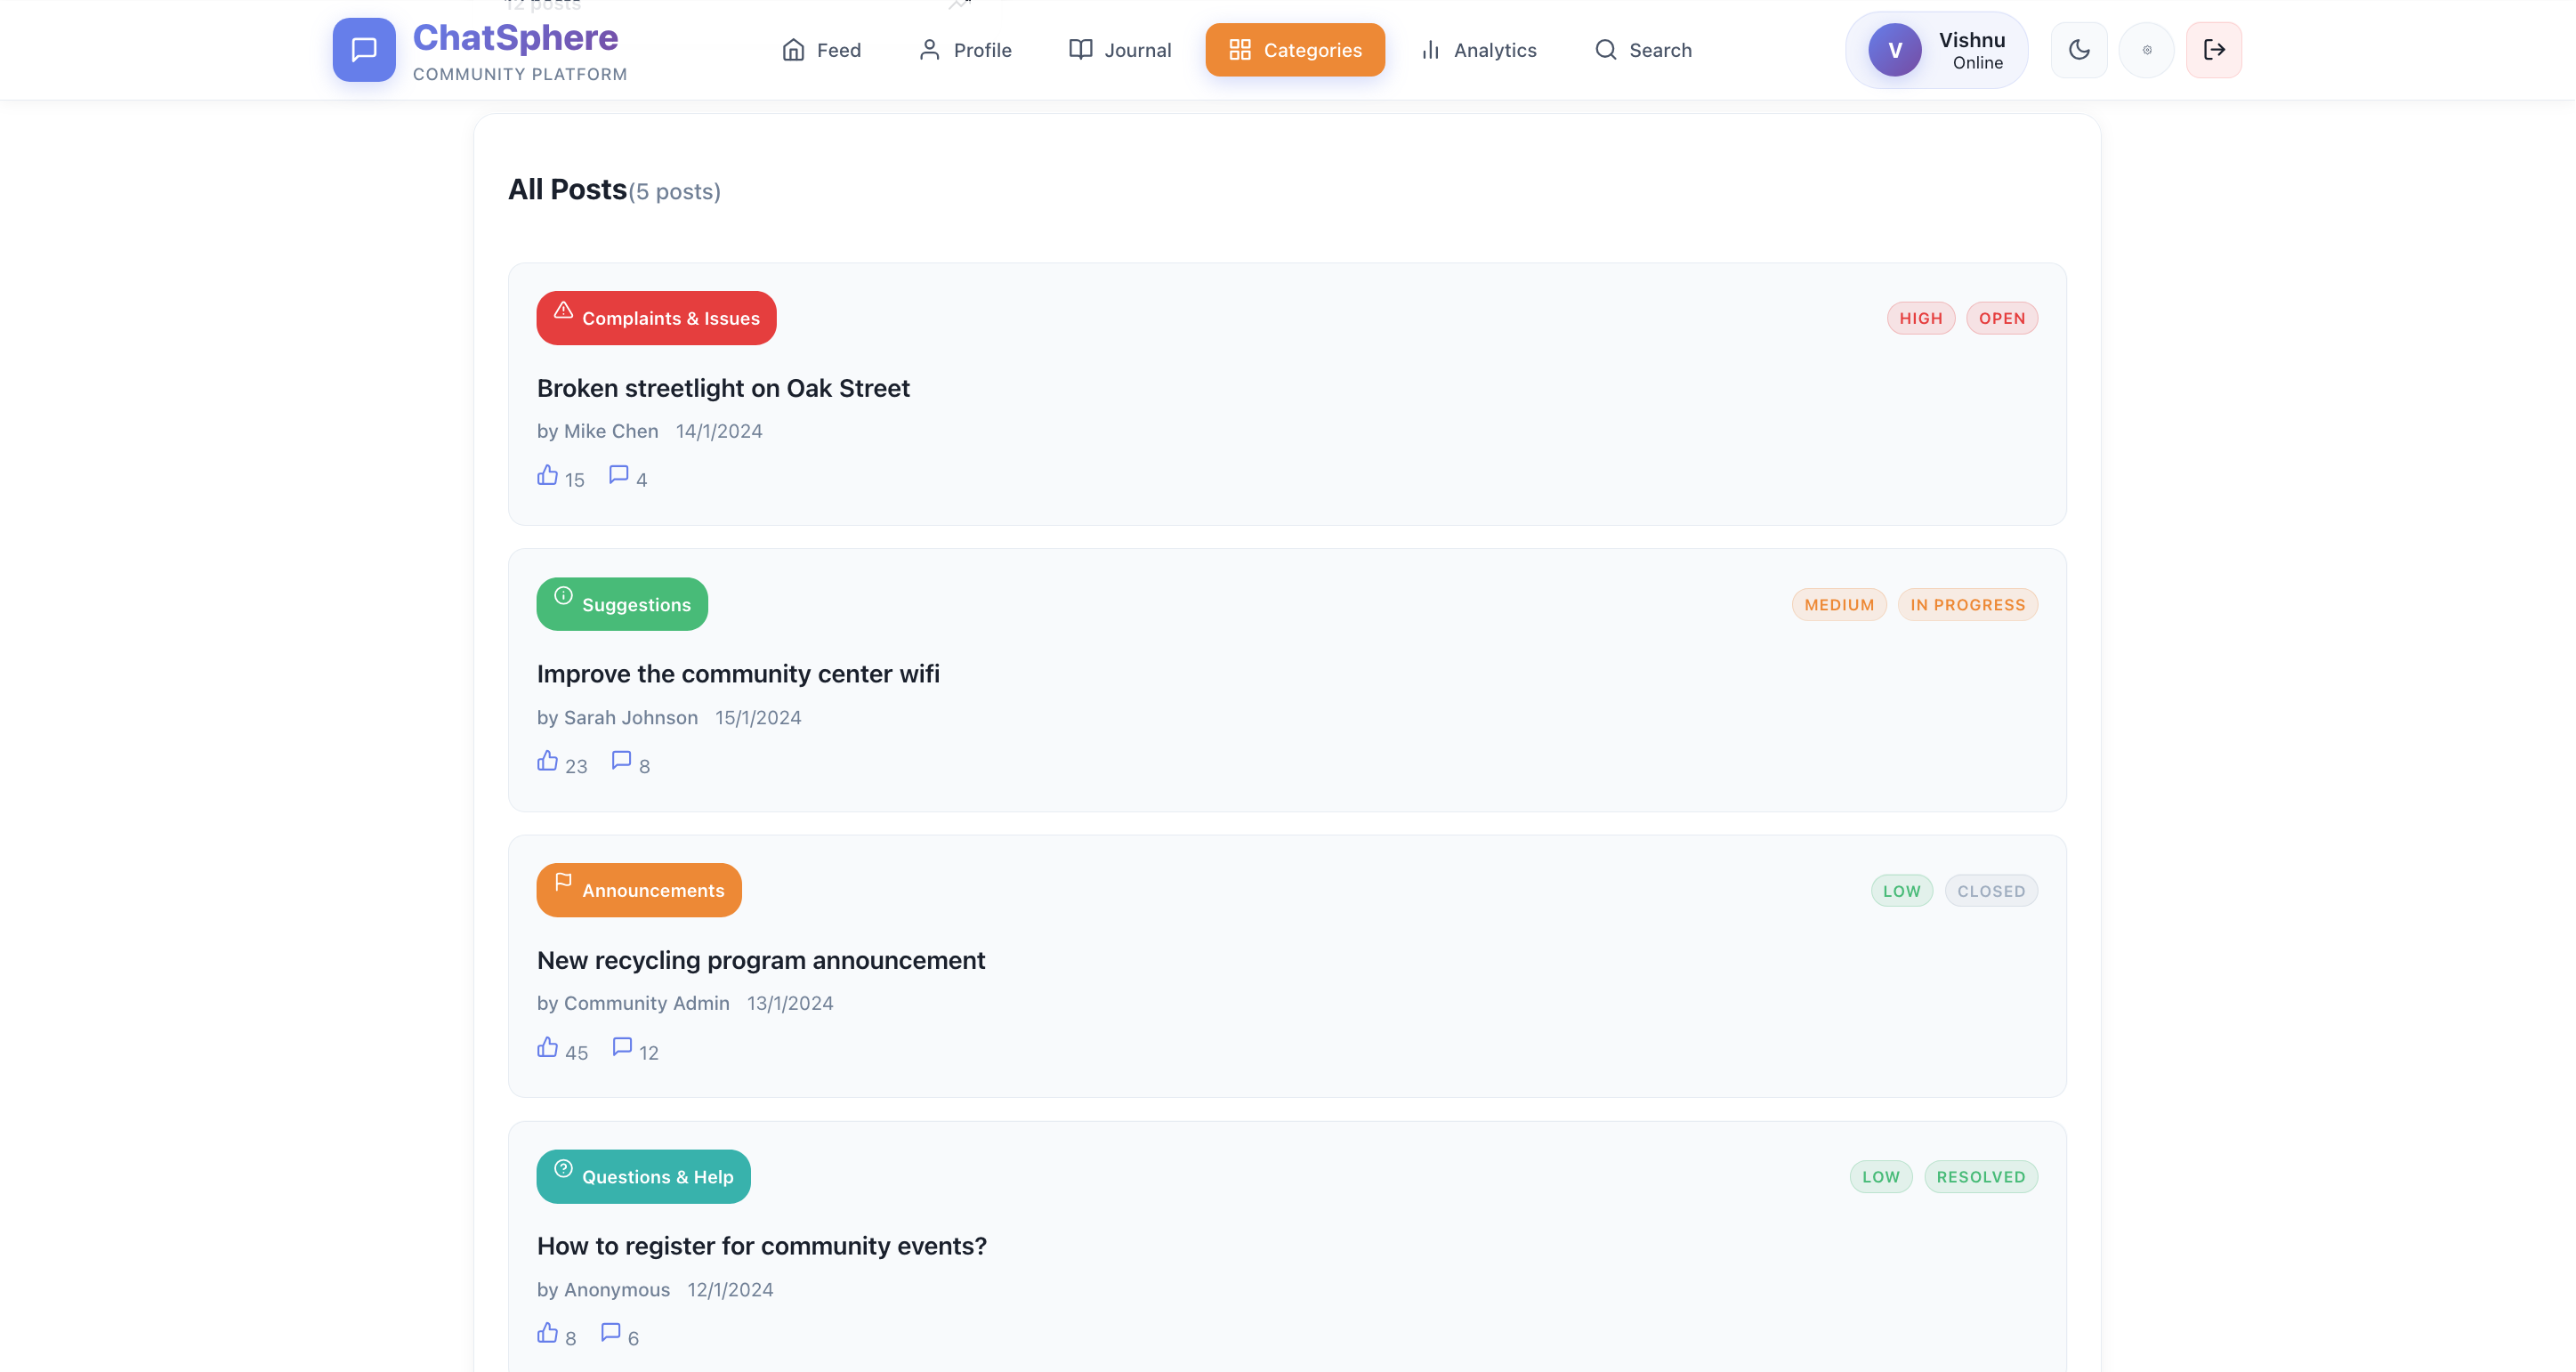 12 posts
ChatSphere
COMMUNITY PLATFORM
Feed
Profile
Journal
Categories
Analytics
Search
V
Vishnu
Online
All Posts(5 posts)
Complaints & Issues
HIGH
OPEN
Broken streetlight on Oak Street
by Mike Chen 14/1/2024
15 4
Suggestions
MEDIUM
IN PROGRESS
Improve the community center wifi
by Sarah Johnson 15/1/2024
23 8
Announcements
LOW
CLOSED
New recycling program announcement
by Community Admin 13/1/2024
45 12
Questions & Help
LOW
RESOLVED
How to register for community events?
by Anonymous 12/1/2024
8 6